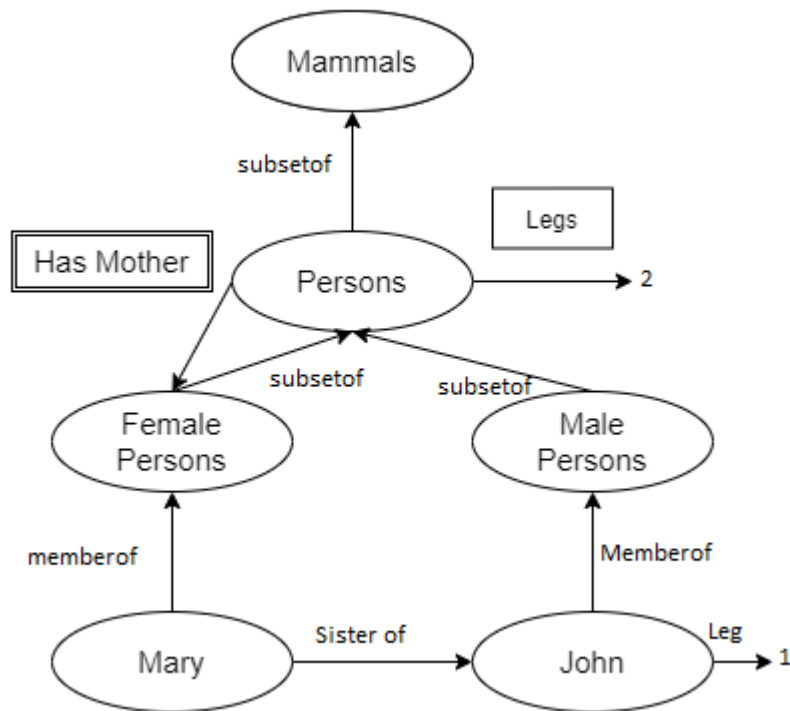 Mammals
subsetof
Legs
Has Mother
Persons
2
subsetof
subsetof
Female
Persons
Male
Persons
memberof
Memberof
Sister of
Leg
Mary
John
1